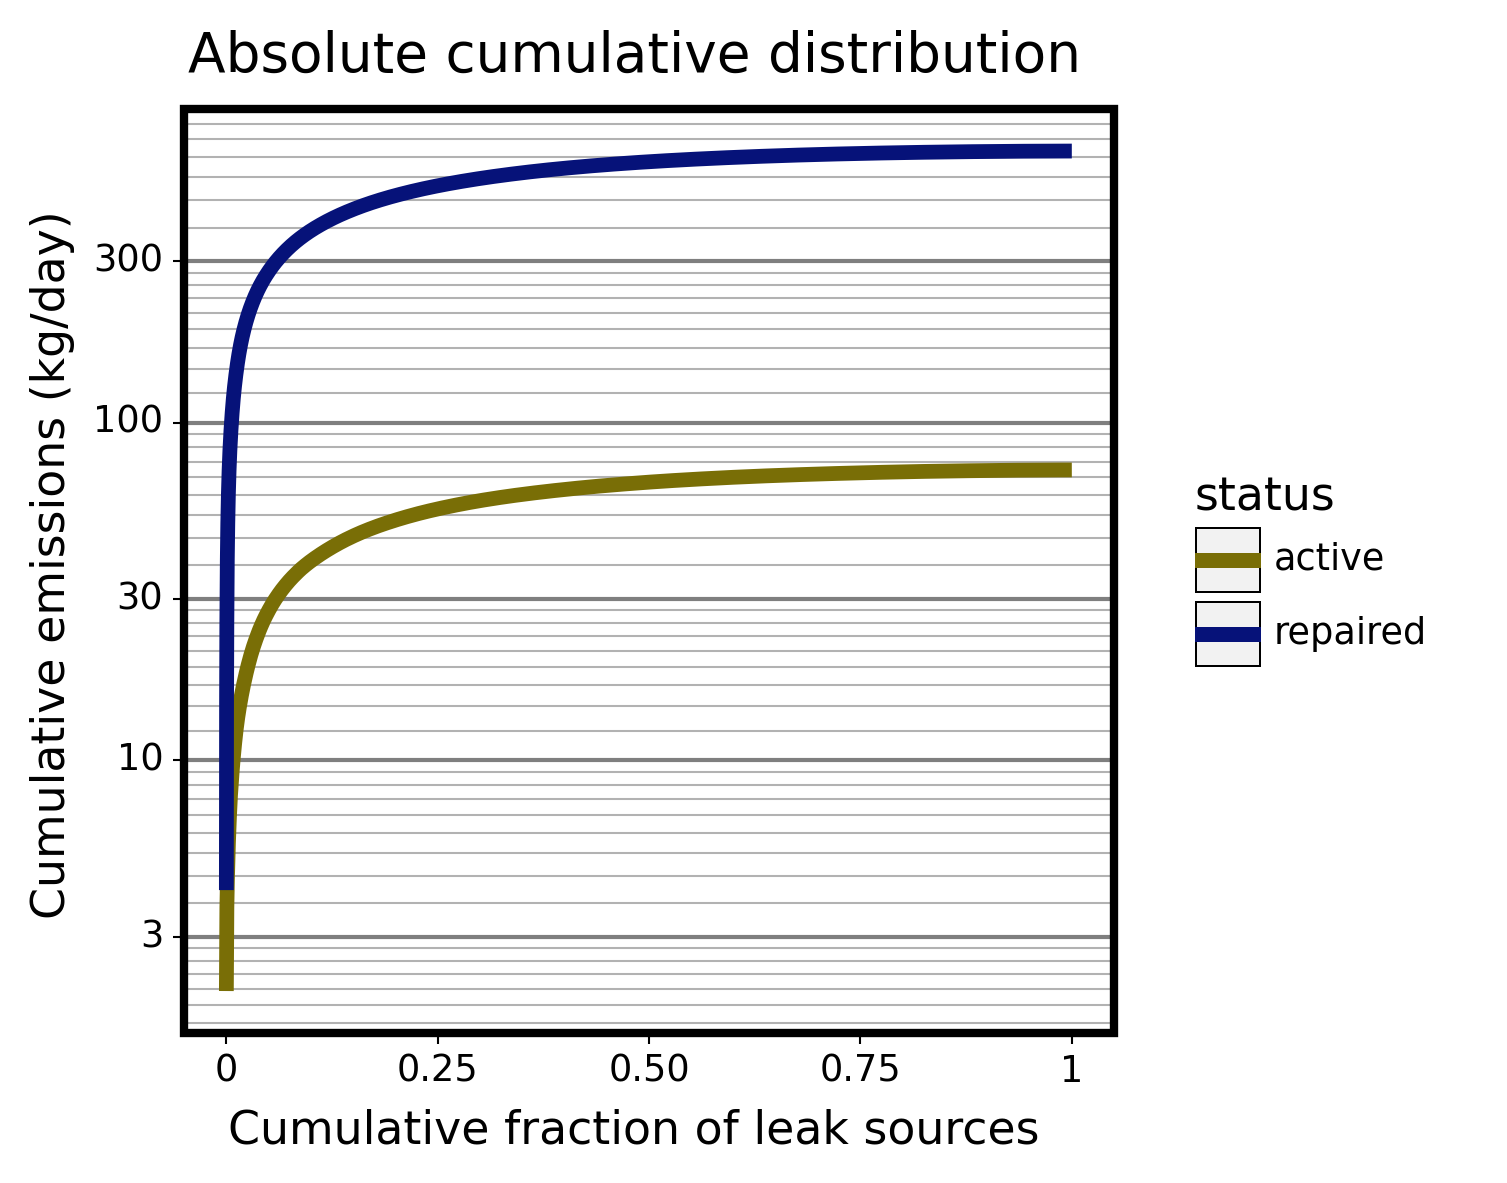 Absolute cumulative distribution
Cumulative emissions (kg/day)
300
100
30
10
3
0
0.25
0.50
0.75
1
Cumulative fraction of leak sources
status
active
repaired